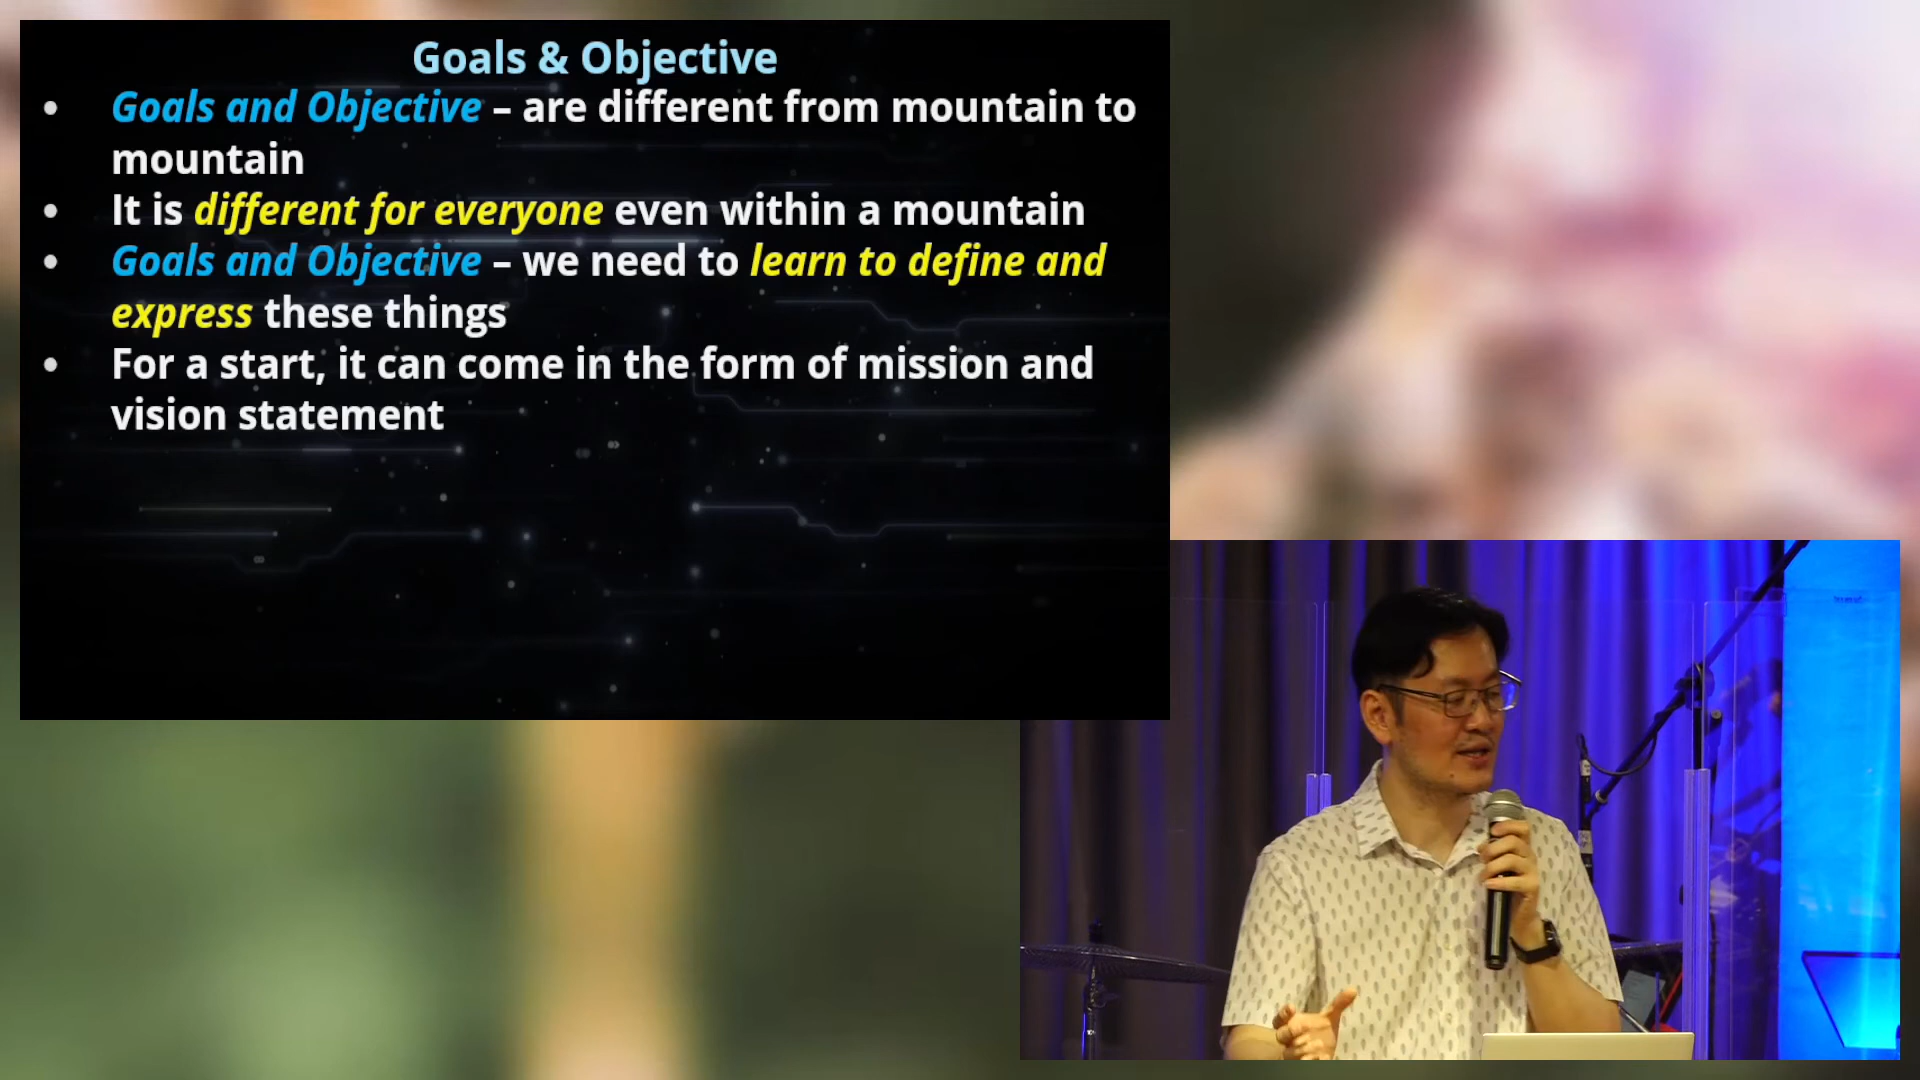 Goals & Objective
• Goals and Objective – are different from mountain to
mountain
• It is different for everyone even within a mountain
• Goals and Objective – we need to learn to define and
express these things
• For a start, it can come in the form of mission and
vision statement